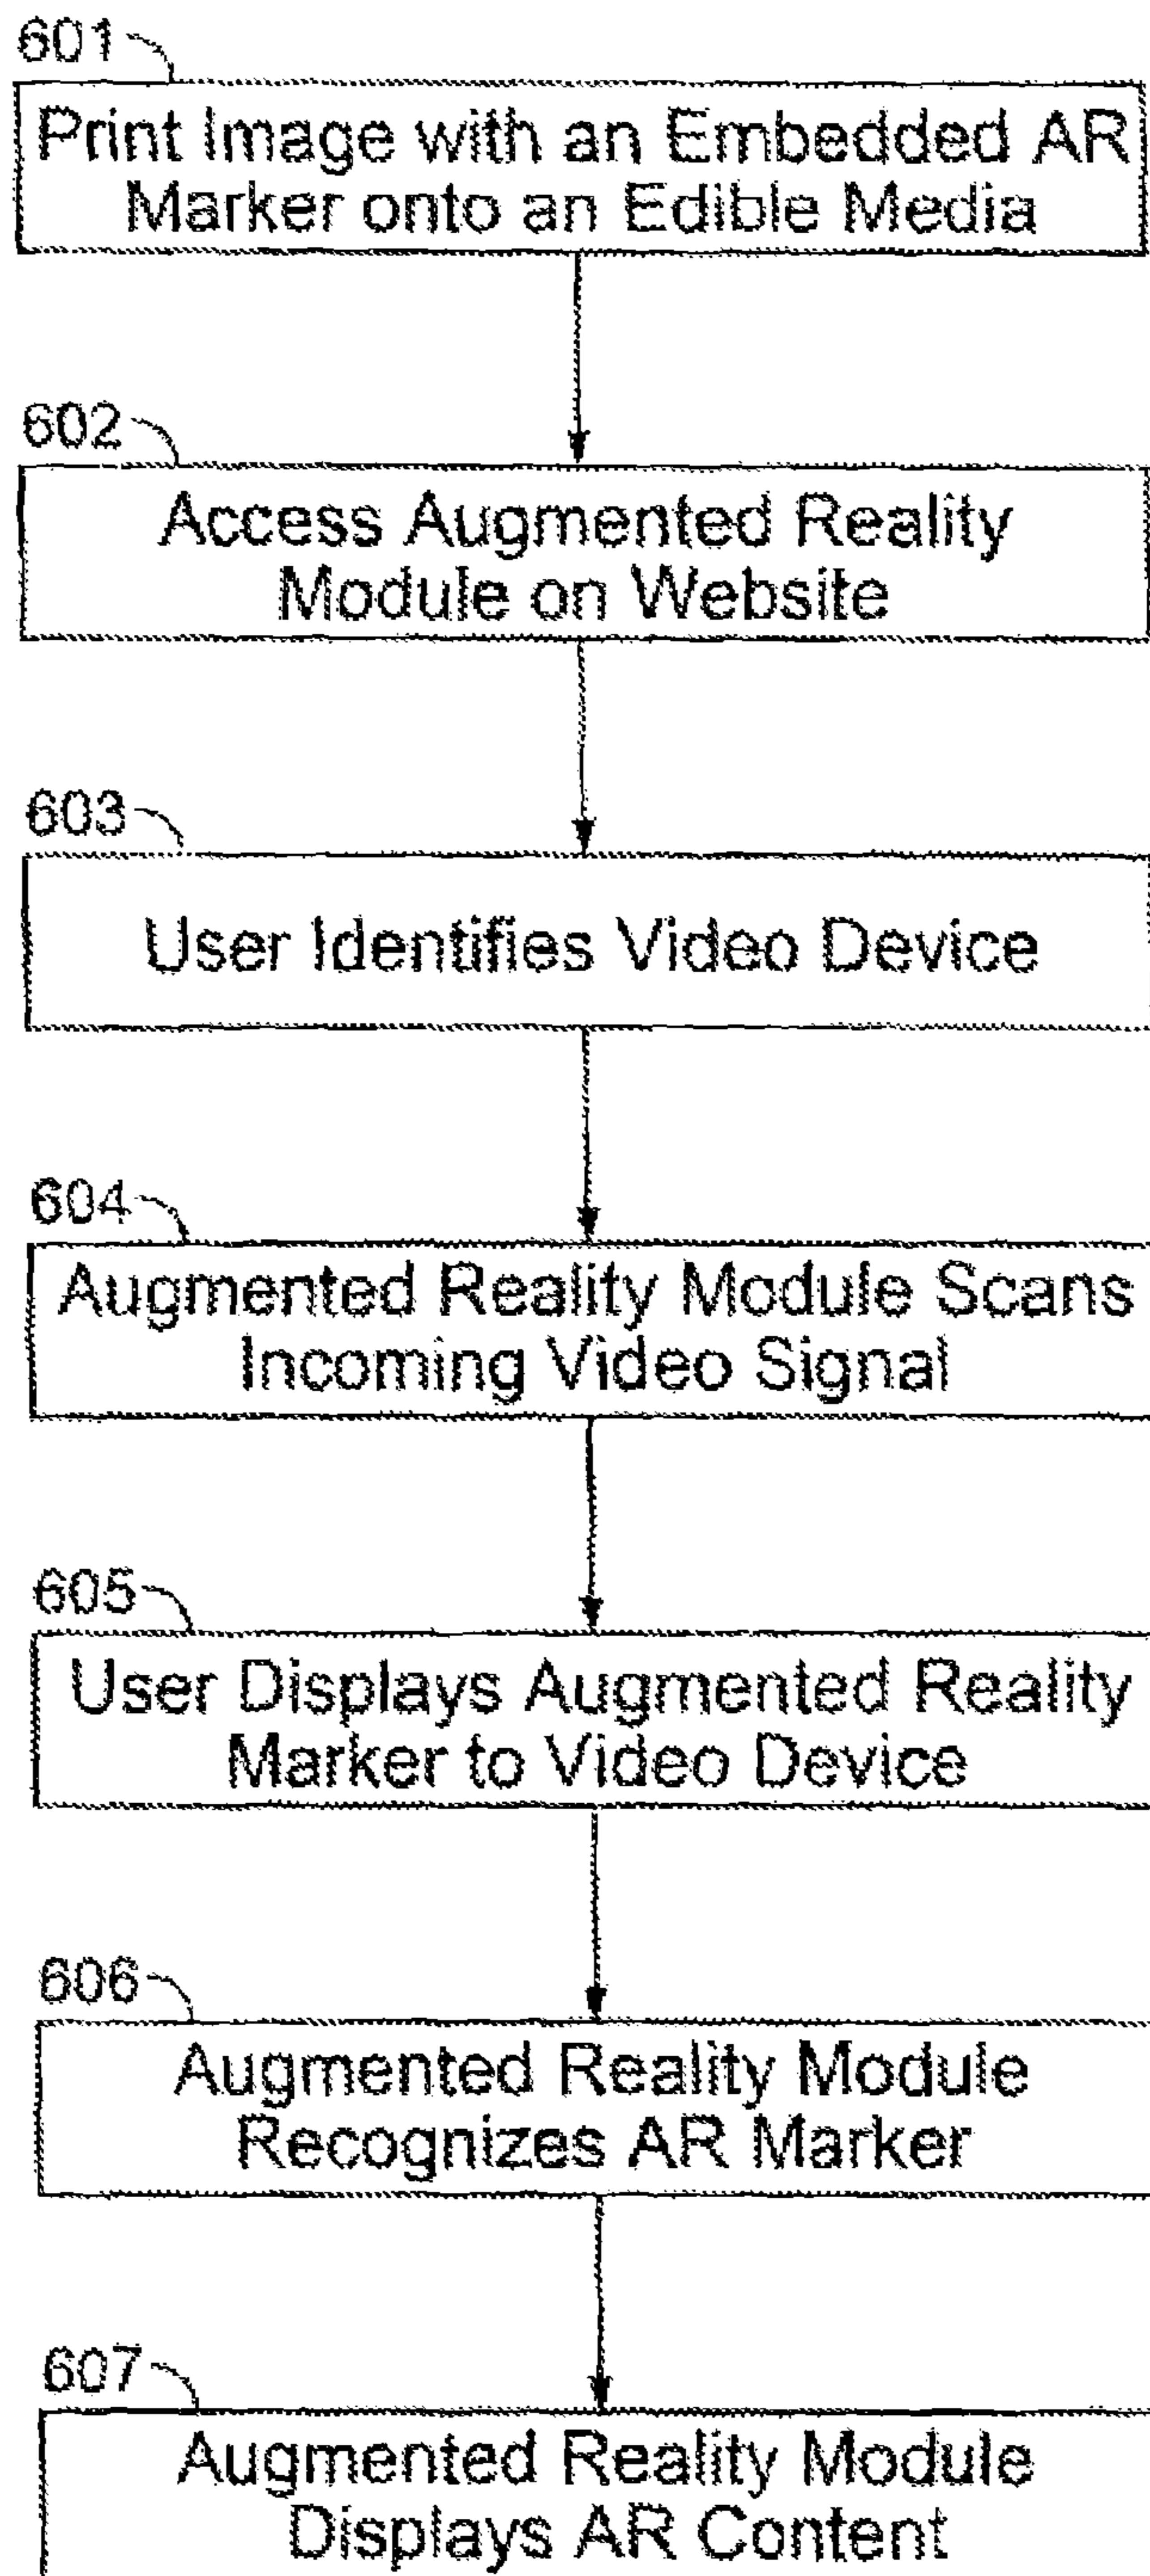 601
Print Image with an Embedded AR
Marker onto an Edible Media
602
Access Augmented Reality
Module on Website
603
User Identifies Video Device
604
Augmented Reality Module Scans
Incoming Video Signal
605
User Displays Augmented Reality
Marker to Video Device
606
Augmented Reality Module
Recognizes AR Marker
607
Augmented Reality Module
Displays AR Content